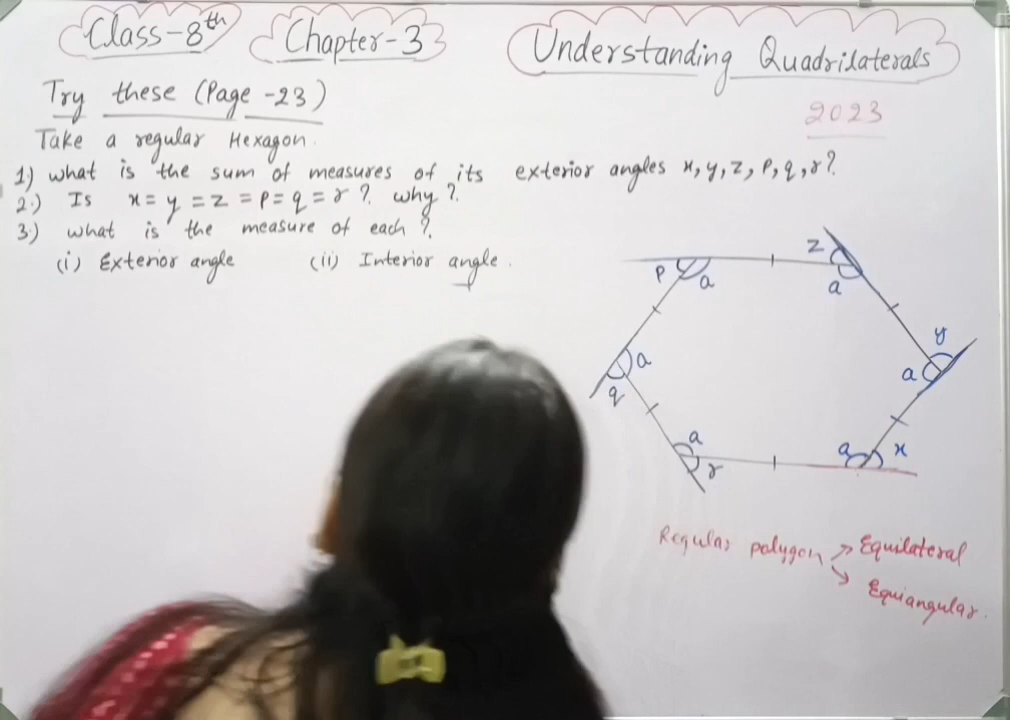 Class-8th Chapter-3 Understanding Quadrilaterals
Try these (Page -23)
2023
Take a regular Hexagon.
1) what is the sum of measures of its exterior angles x, y, z, p, q, r?
2.) Is x = y = z = p = q = r ? why ?
3.) what is the measure of each ?
(i) Exterior angle (ii) Interior angle.
z
p a
a
y
a
a
q
a
a x
r
Regular polygon → Equilateral
→ Equiangular.